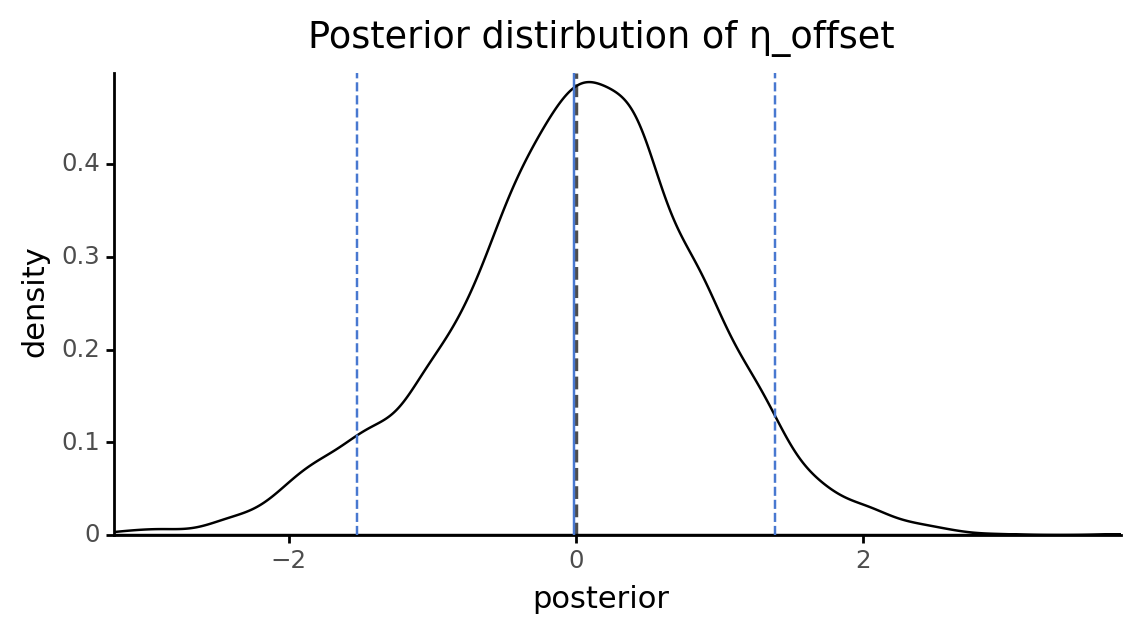 Posterior distirbution of η_offset
density
0.4
0.3
0.2
0.1
0
−2
0
2
posterior